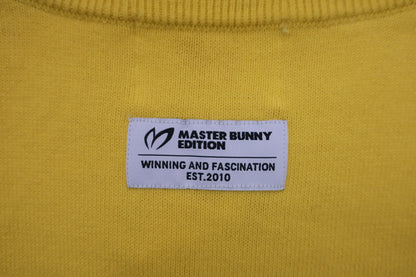 MASTER BUNNY
EDITION
WINNING AND FASCINATION
EST.2010